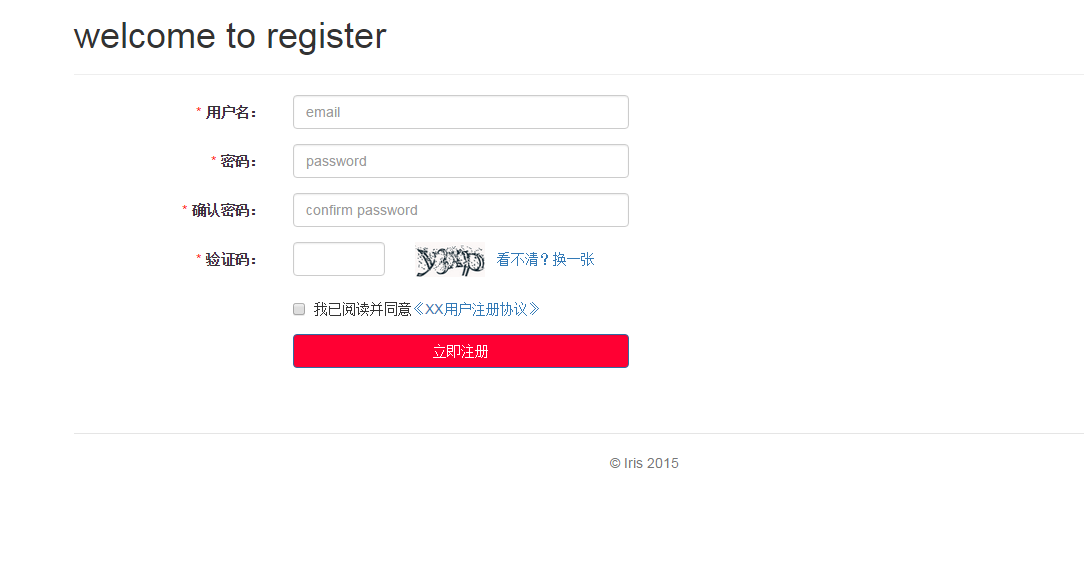 welcome to register
* 用户名： email
* 密码： password
* 确认密码： confirm password
* 验证码： 看不清？换一张
我已阅读并同意《XX用户注册协议》
立即注册
© Iris 2015